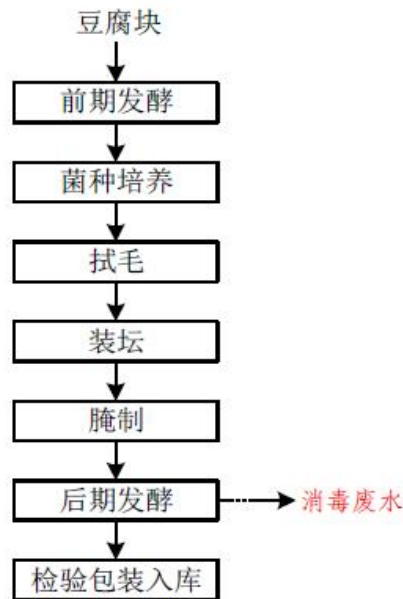 豆腐块
前期发酵
菌种培养
拭毛
装坛
腌制
后期发酵
消毒废水
检验包装入库